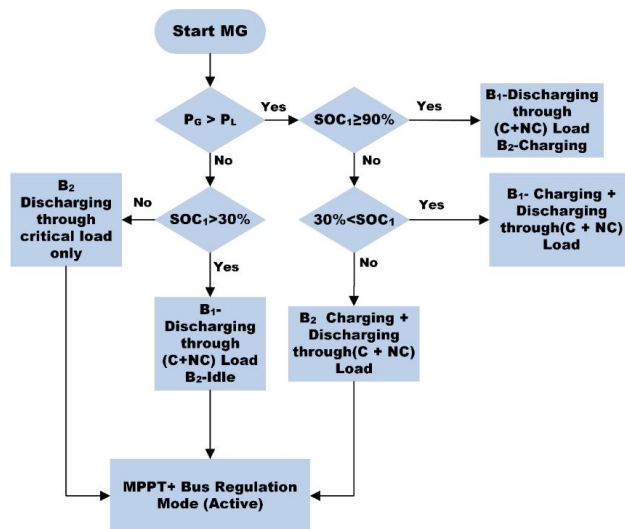 Start MG
P_G > P_L
Yes
SOC₁≥90%
Yes
B₁-Discharging
through
(C+NC) Load
B₂-Charging
No
No
B₂
Discharging
through
critical load
only
No
SOC₁>30%
30%<SOC₁
Yes
B₁- Charging +
Discharging
through(C + NC)
Load
Yes
No
B₁-
Discharging
through
(C+NC) Load
B₂-Idle
B₂ Charging +
Discharging
through(C + NC)
Load
MPPT+ Bus Regulation
Mode (Active)